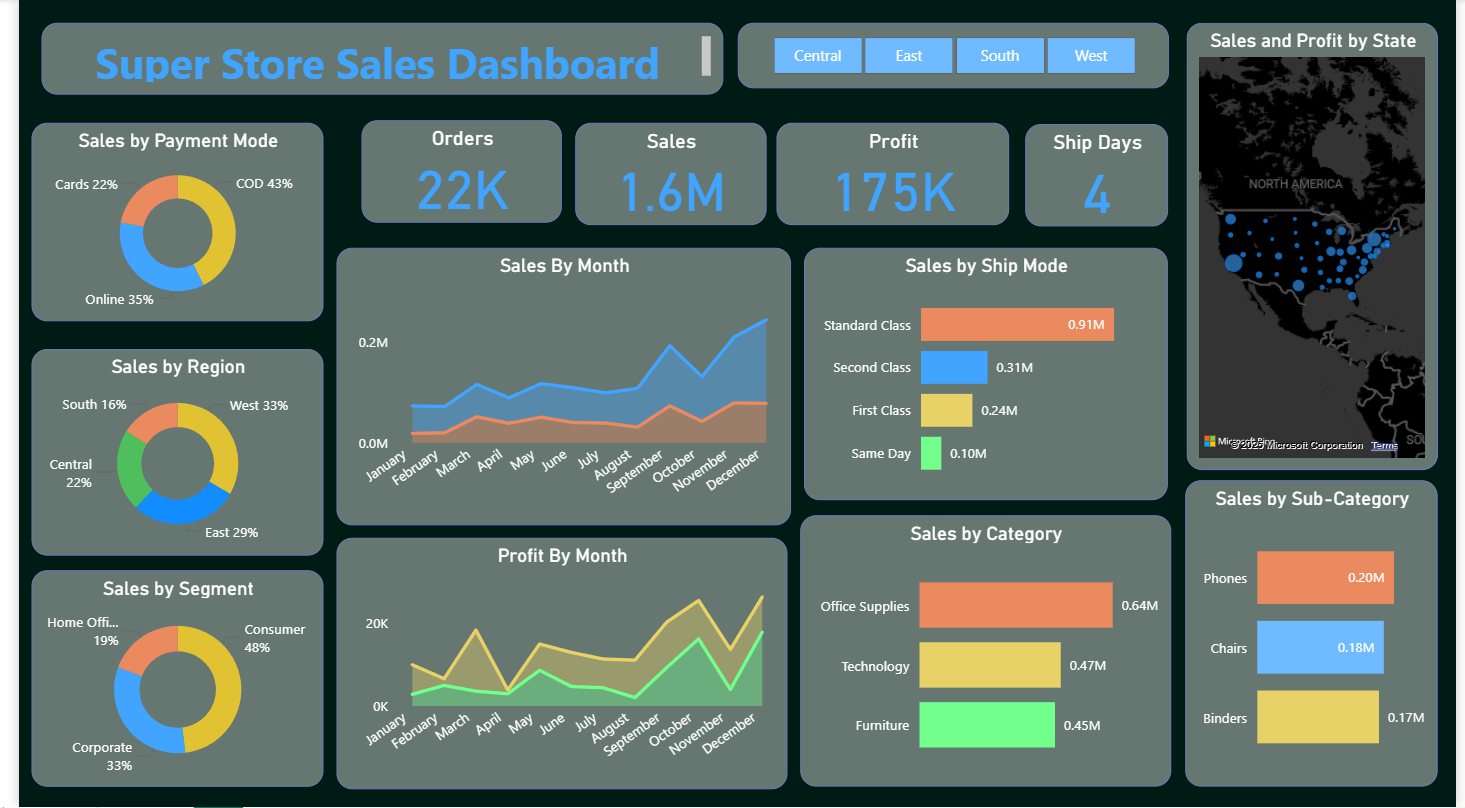 Super Store Sales Dashboard
Central
East
South
West
Sales and Profit by State
NORTH AMERICA
Microsoft Bing
© 2025 Microsoft Corporation
Terms
SOU
Sales by Payment Mode
Cards 22%
COD 43%
Online 35%
Orders
22K
Sales
1.6M
Profit
175K
Ship Days
4
Sales by Region
South 16%
West 33%
Central
22%
East 29%
Sales by Segment
Home Offi...
19%
Consumer
48%
Corporate
33%
Sales By Month
0.2M
0.0M
January
February
March
April
May
June
July
August
September
October
November
December
Profit By Month
20K
0K
January
February
March
April
May
June
July
August
September
October
November
December
Sales by Ship Mode
Standard Class
0.91M
Second Class
0.31M
First Class
0.24M
Same Day
0.10M
Sales by Category
Office Supplies
0.64M
Technology
0.47M
Furniture
0.45M
Sales by Sub-Category
Phones
0.20M
Chairs
0.18M
Binders
0.17M